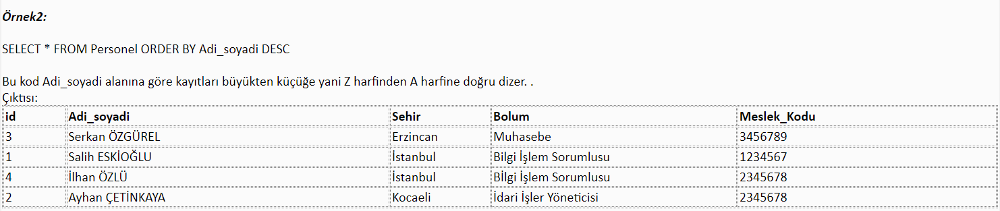 Örnek2:
SELECT * FROM Personel ORDER BY Adi_soyadi DESC
Bu kod Adi_soyadi alanına göre kayıtları büyükten küçüğe yani Z harfinden A harfine doğru dizer. .
Çıktısı:
id Adi_soyadi Sehir Bolum Meslek_Kodu
3 Serkan ÖZGÜREL Erzincan Muhasebe 3456789
1 Salih ESKİOĞLU İstanbul Bilgi İşlem Sorumlusu 1234567
4 İlhan ÖZLÜ İstanbul Bİlgi İşlem Sorumlusu 2345678
2 Ayhan ÇETİNKAYA Kocaeli İdari İşler Yöneticisi 2345678